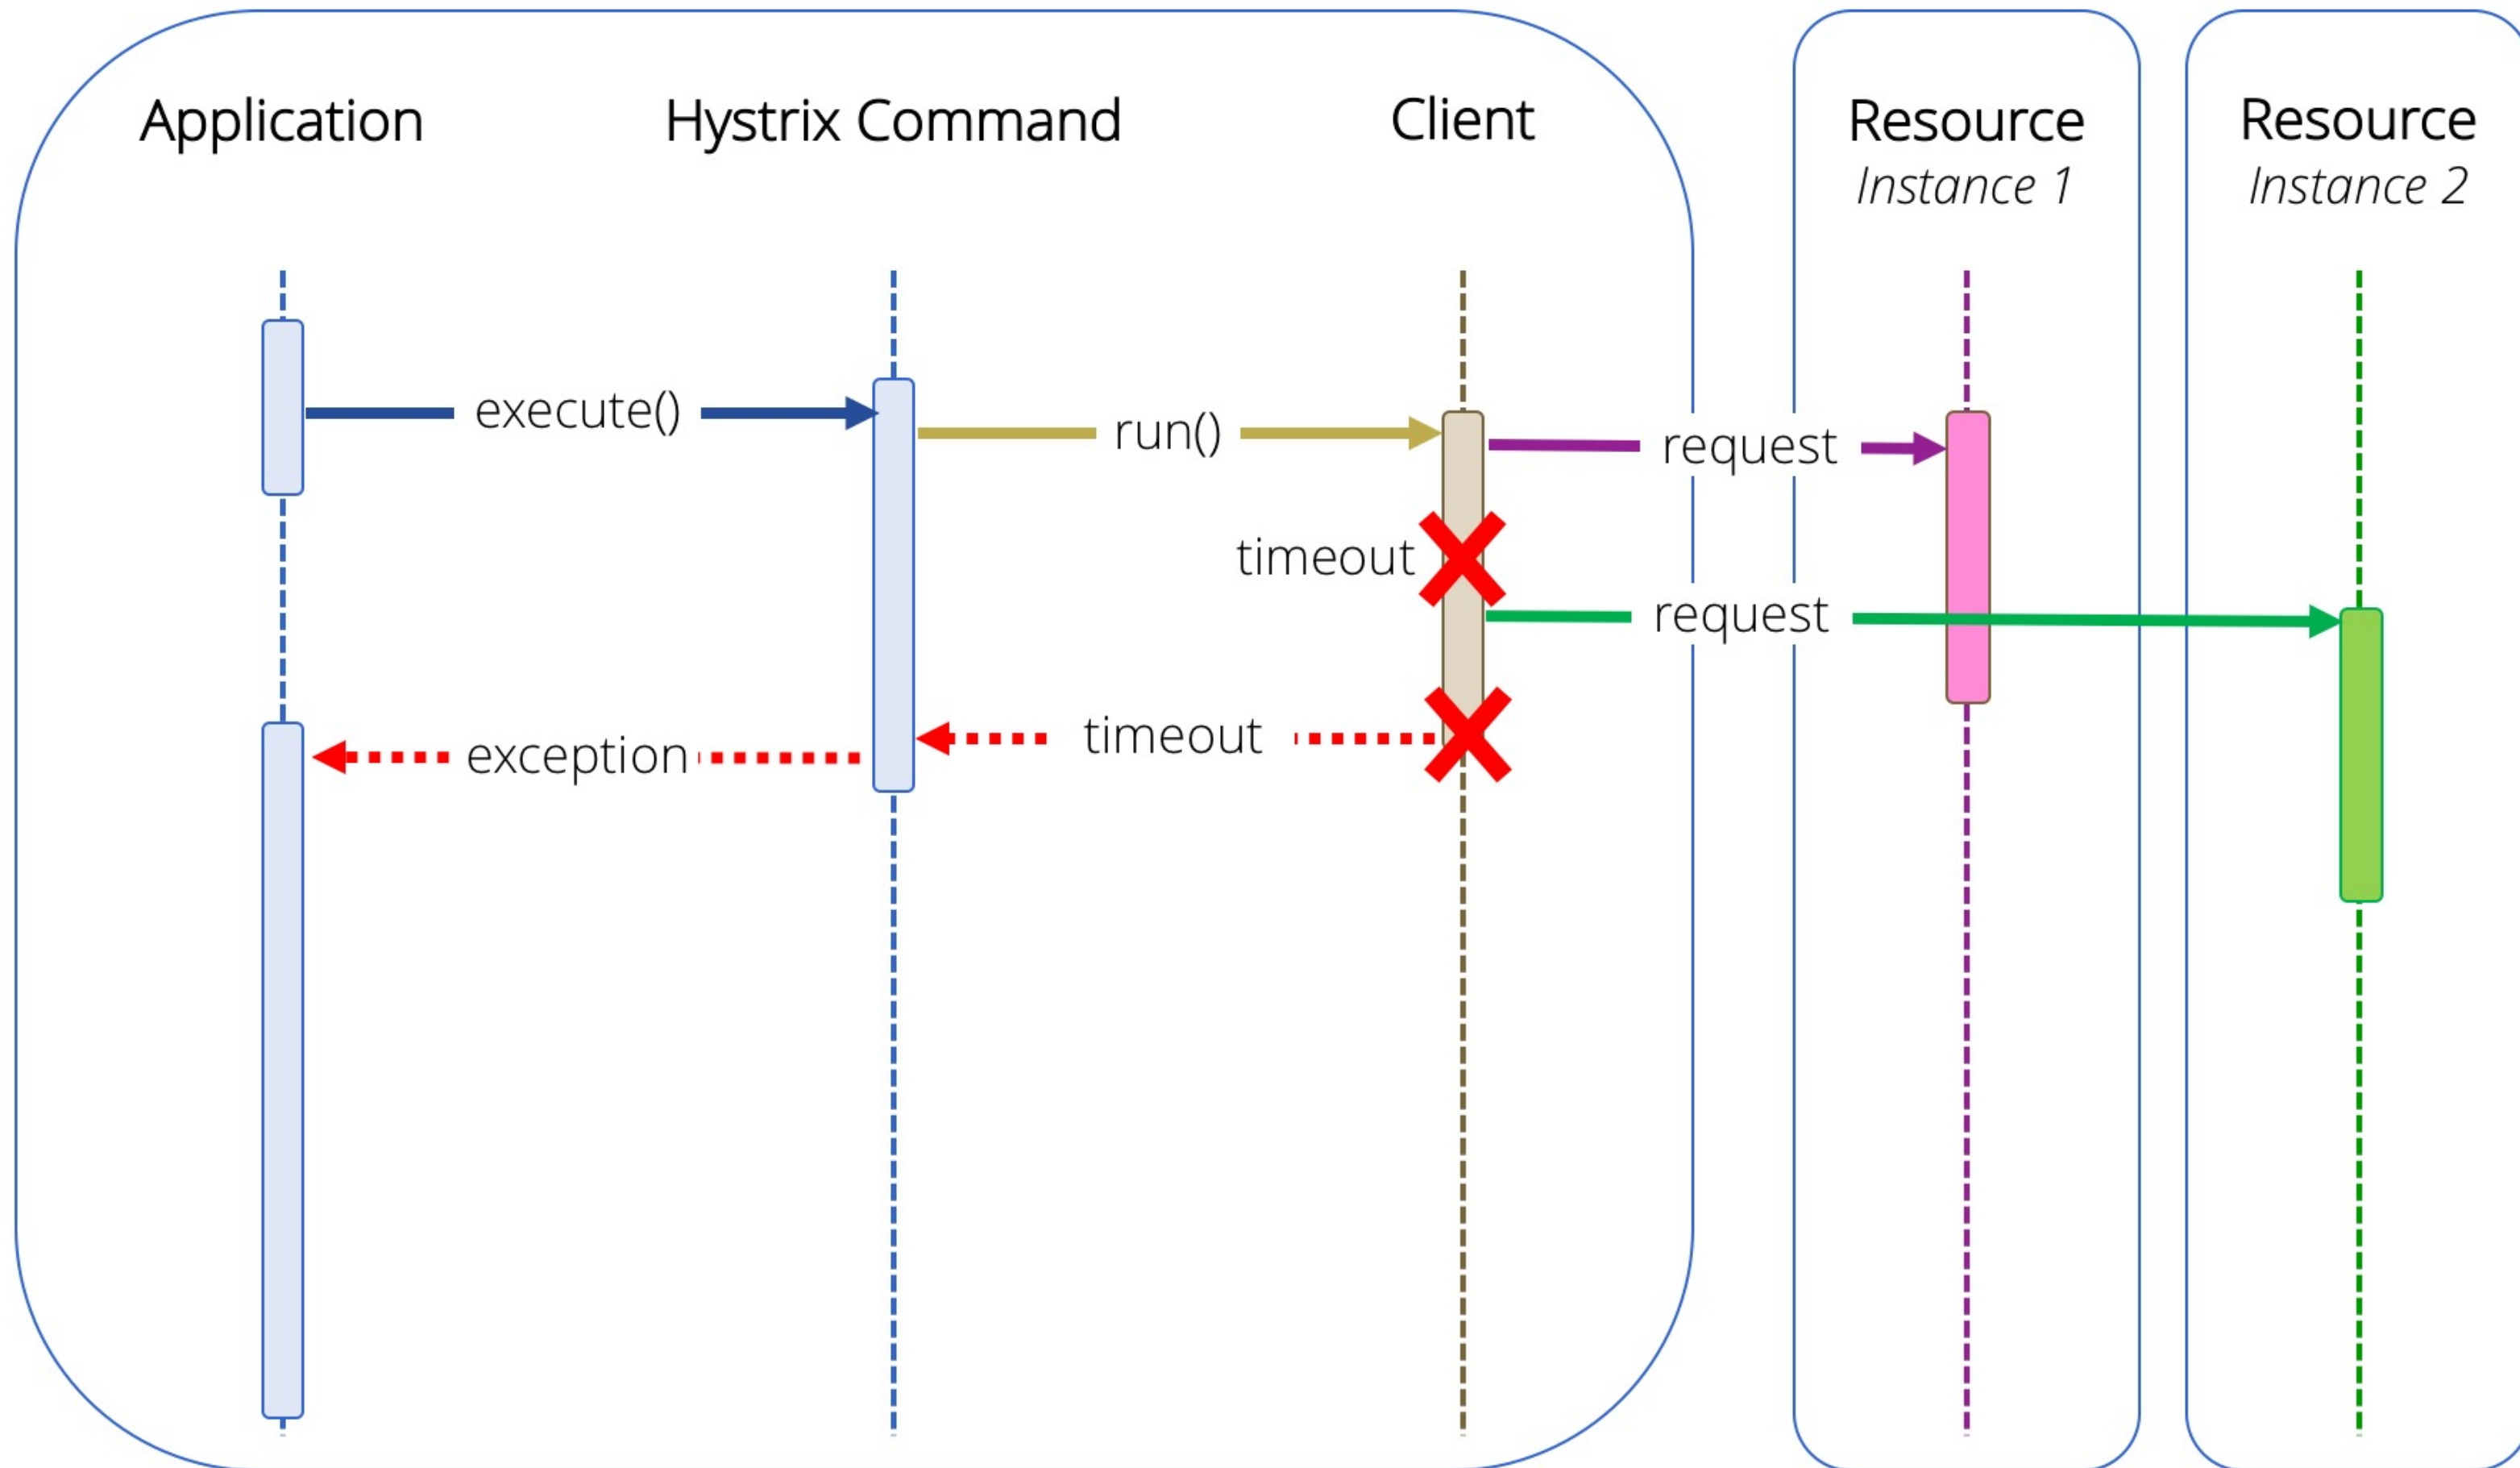 Application
Hystrix Command
Client
Resource
Instance 1
Resource
Instance 2
execute()
run()
request
timeout
request
timeout
exception